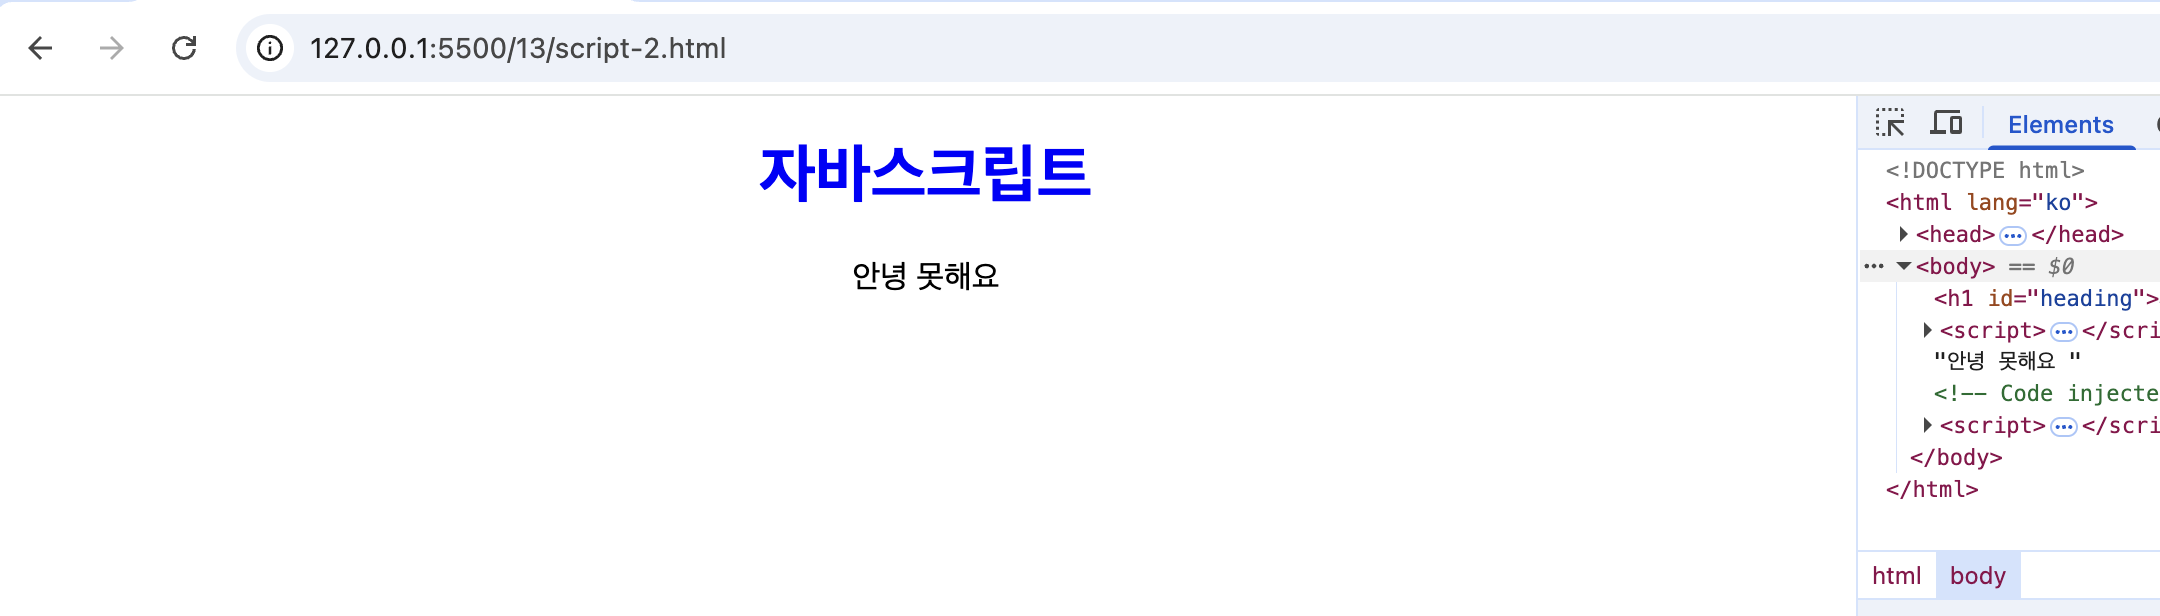 127.0.0.1:5500/13/script-2.html
자바스크립트
안녕 못해요
Elements
<!DOCTYPE html>
<html lang="ko">
<head> ••• </head>
••• <body> == $0
<h1 id="heading">
<script> ••• </scri
"안녕 못해요 "
<!-- Code injecte
<script> ••• </scri
</body>
</html>
html body